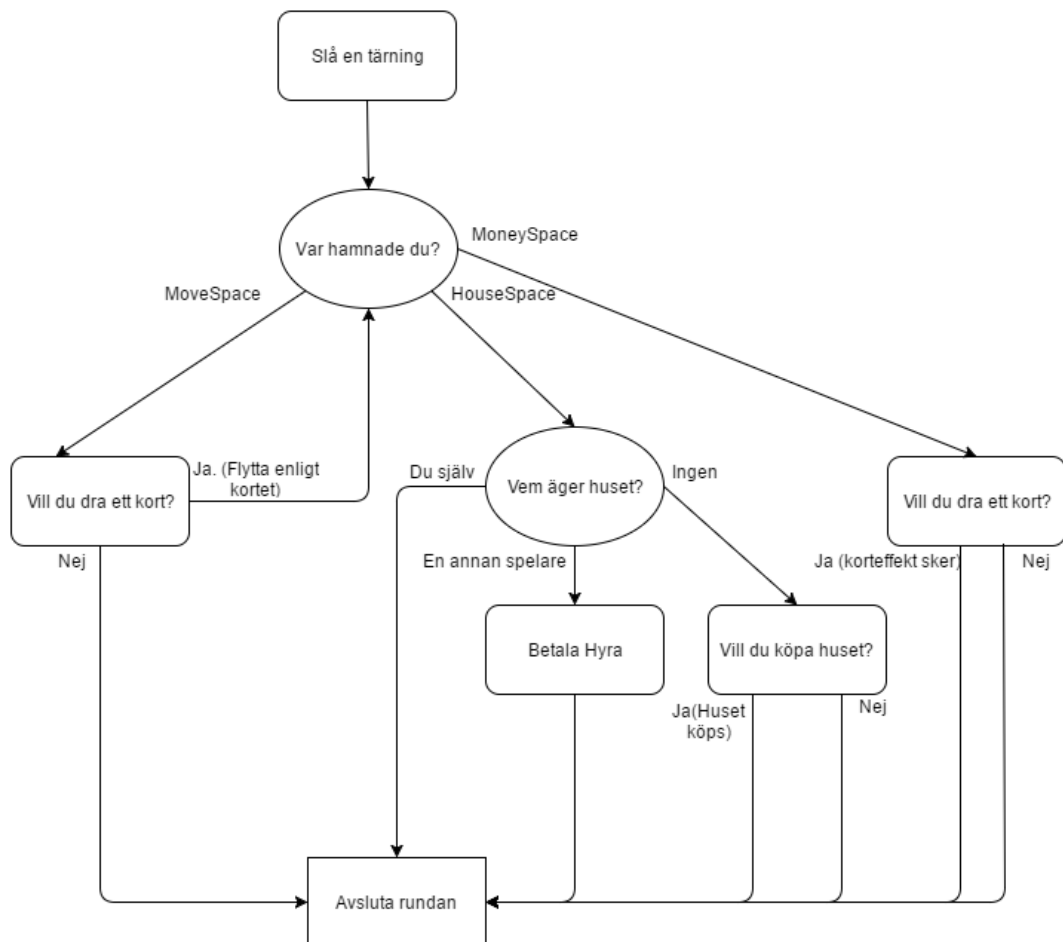 Slå en tärning
Var hamnade du?
MoneySpace
MoveSpace
HouseSpace
Vill du dra ett kort?
Ja. (Flytta enligt
kortet)
Du själv
Vem äger huset?
Ingen
Vill du dra ett kort?
Nej
En annan spelare
Ja (korteffekt sker)
Nej
Betala Hyra
Vill du köpa huset?
Ja(Huset
köps)
Nej
Avsluta rundan